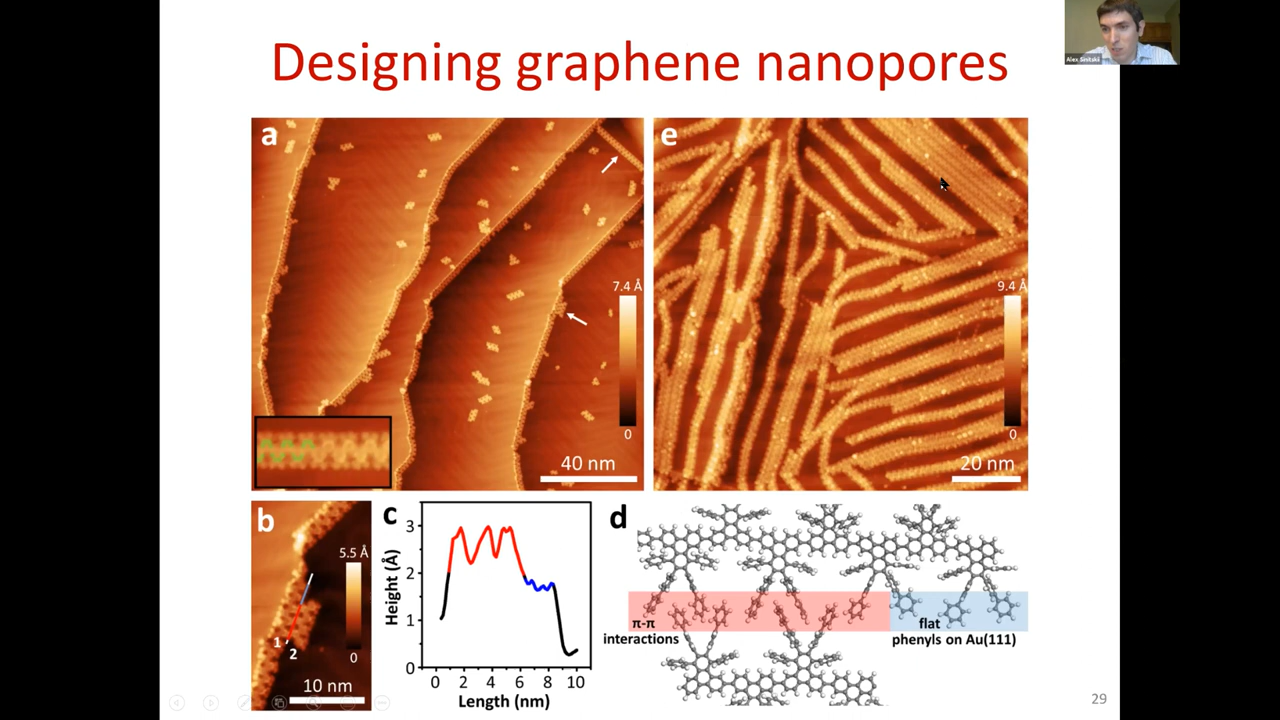 Designing graphene nanopores
Alex Sinitskii
a
7.4 Å
0
40 nm
e
9.4 Å
0
20 nm
b
5.5 Å
0
1
2
10 nm
c
Height (Å)
3
2
1
0
0 2 4 6 8 10
Length (nm)
d
π-π
interactions
flat
phenyls on Au(111)
29